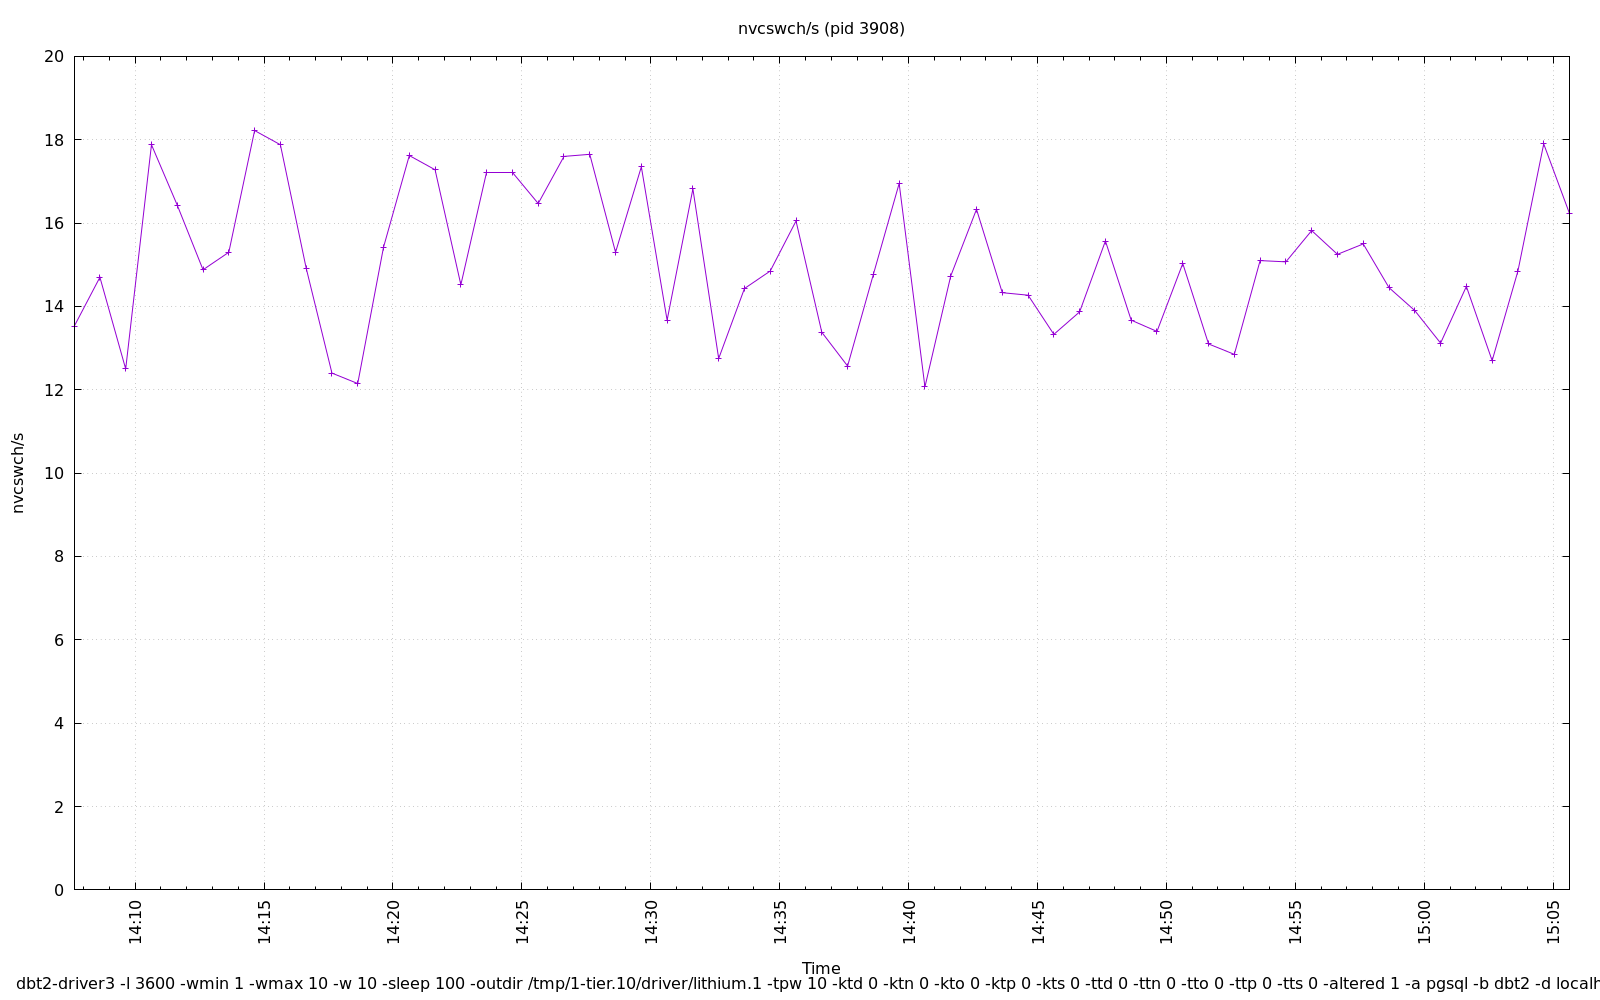 nvcswch/s (pid 3908)
20
18
16
14
12
10
8
6
4
2
0
nvcswch/s
14:10 14:15 14:20 14:25 14:30 14:35 14:40 14:45 14:50 14:55 15:00 15:05
Time
dbt2-driver3 -l 3600 -wmin 1 -wmax 10 -w 10 -sleep 100 -outdir /tmp/1-tier.10/driver/lithium.1 -tpw 10 -ktd 0 -ktn 0 -kto 0 -ktp 0 -kts 0 -ttd 0 -ttn 0 -tto 0 -ttp 0 -tts 0 -altered 1 -a pgsql -b dbt2 -d localh